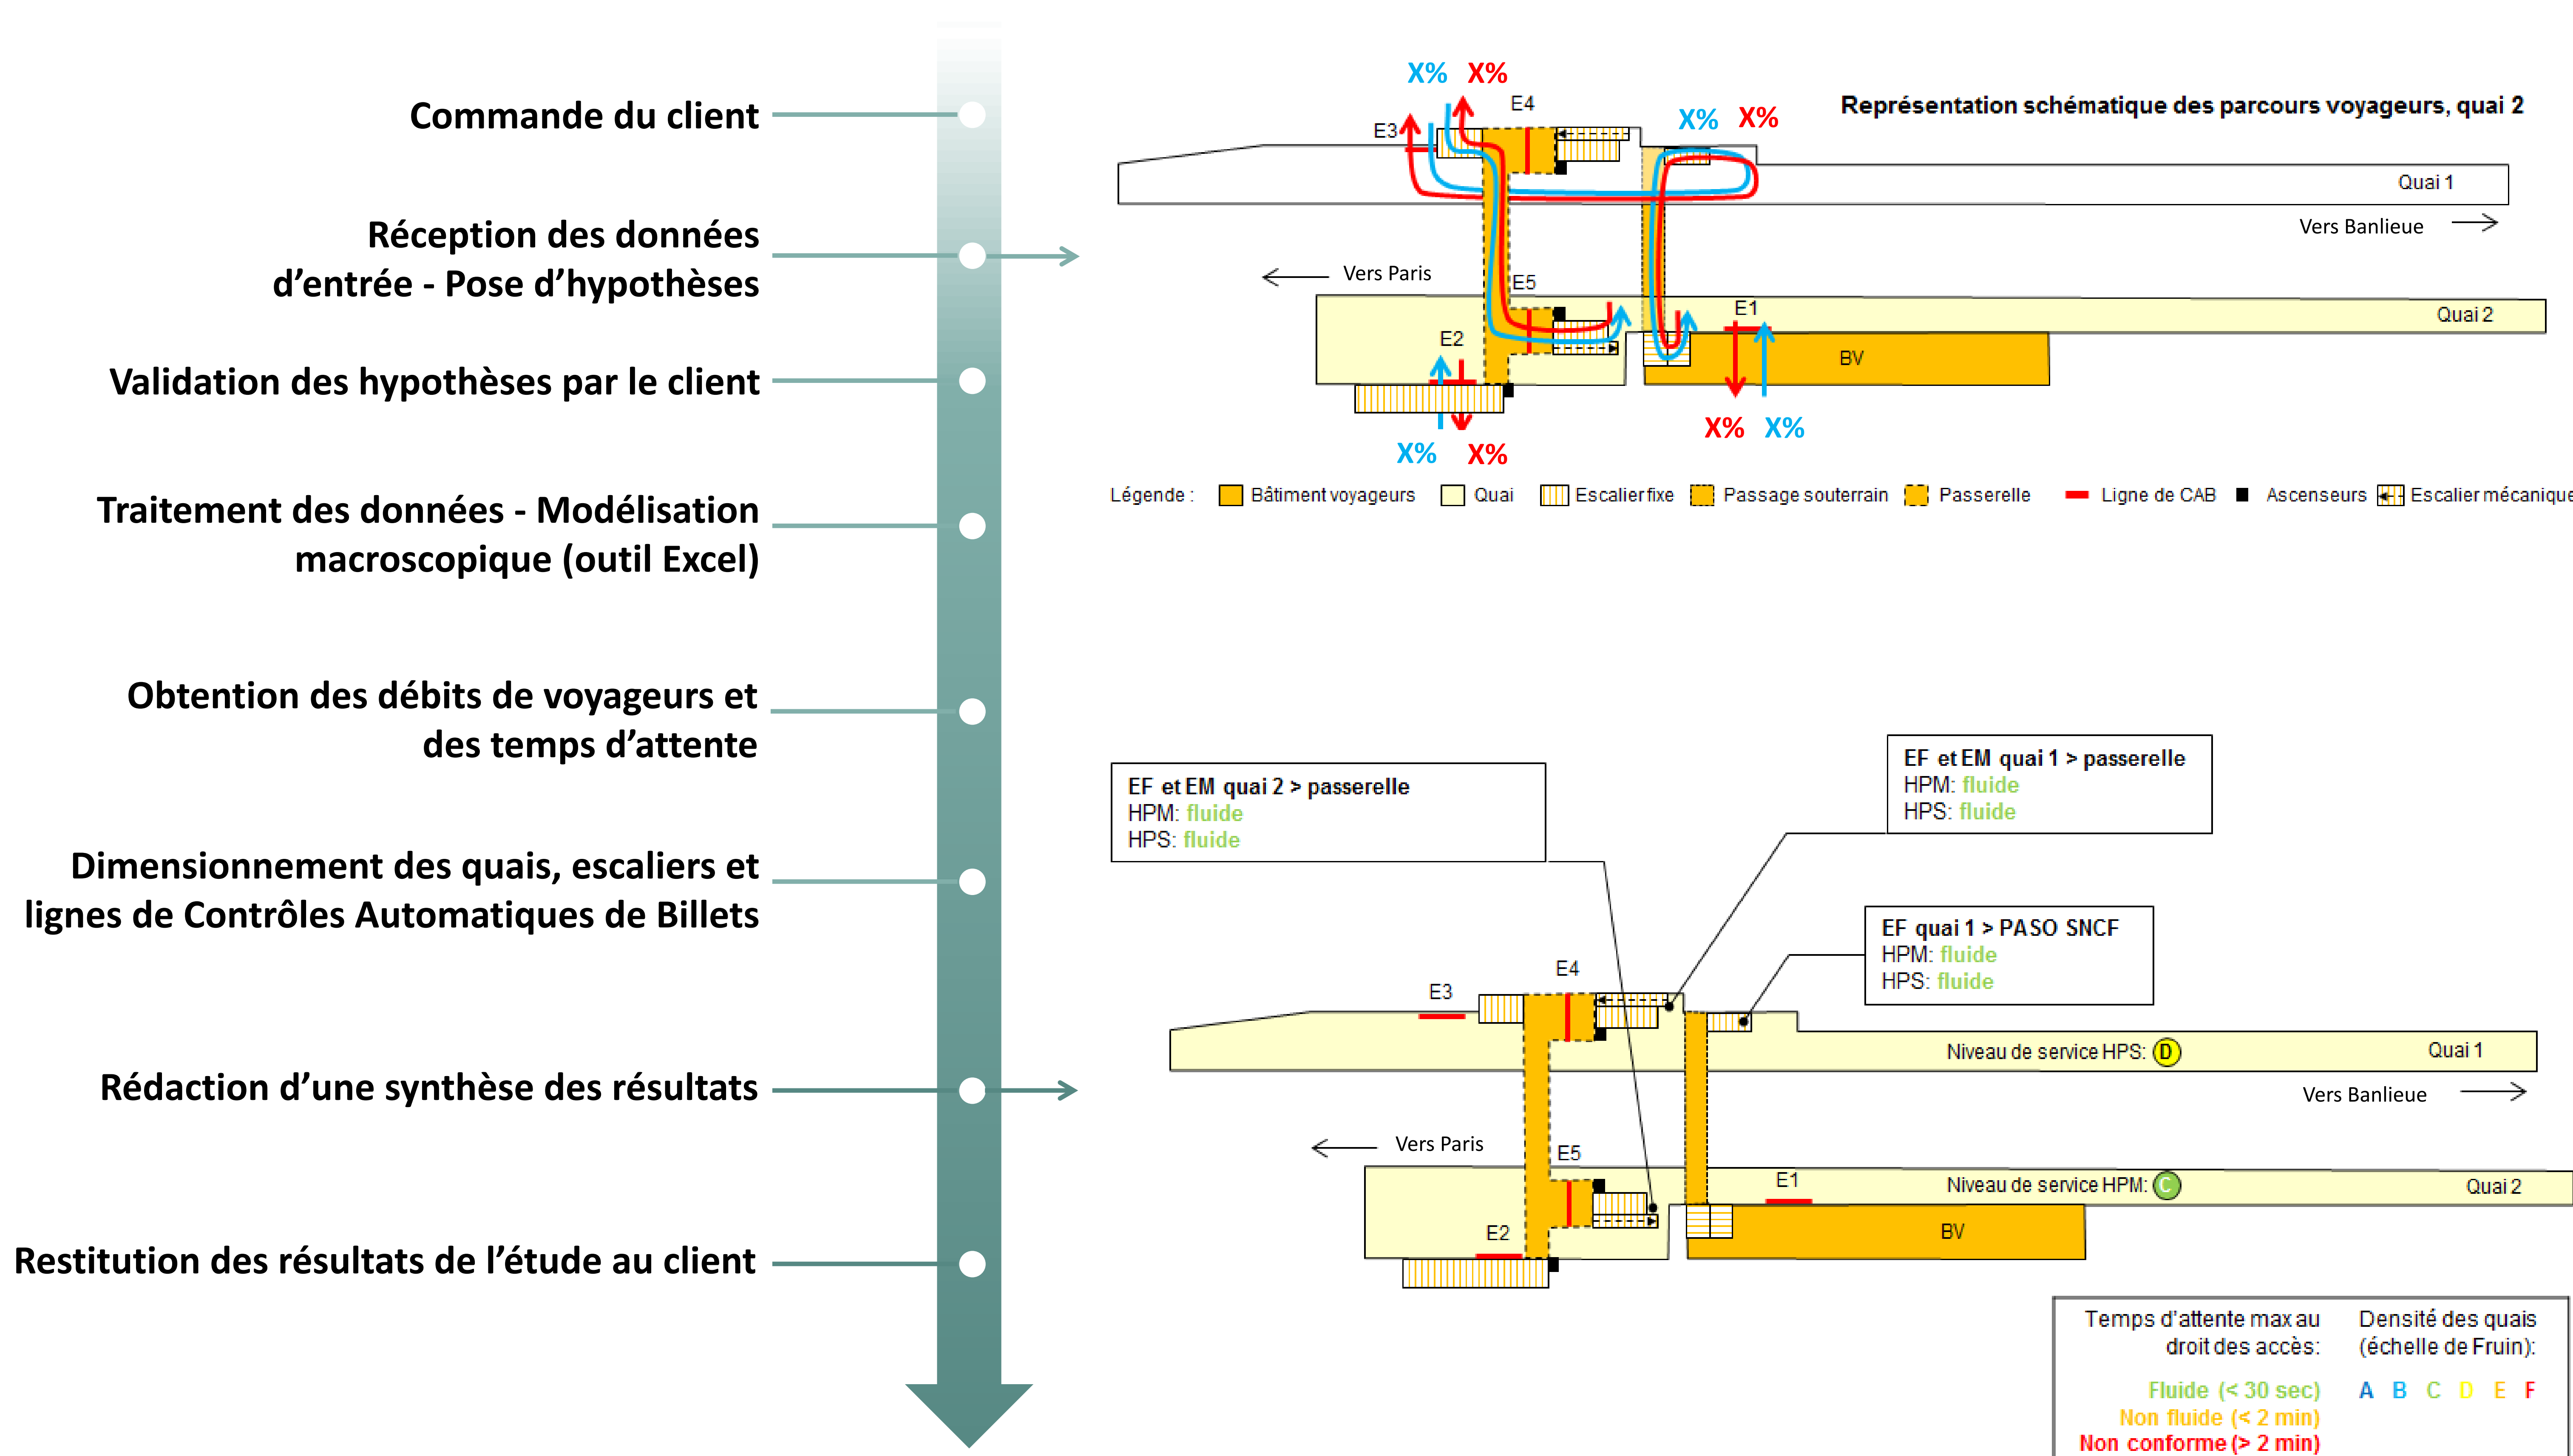 Commande du client
Réception des données
d'entrée - Pose d'hypothèses
Validation des hypothèses par le client
Traitement des données - Modélisation
macroscopique (outil Excel)
Obtention des débits de voyageurs et
des temps d'attente
Dimensionnement des quais, escaliers et
lignes de Contrôles Automatiques de Billets
Rédaction d'une synthèse des résultats
Restitution des résultats de l'étude au client
Représentation schématique des parcours voyageurs, quai 2
X% X%
E4
E3
X% X%
Quai 1
Vers Banlieue
Vers Paris
E5
E1
Quai 2
E2
BV
X% X%
X% X%
Légende : Bâtiment voyageurs Quai Escalier fixe Passage souterrain Passerelle Ligne de CAB Ascenseurs Escalier mécanique
EF et EM quai 2 > passerelle
HPM: fluide
HPS: fluide
EF et EM quai 1 > passerelle
HPM: fluide
HPS: fluide
EF quai 1 > PASO SNCF
HPM: fluide
HPS: fluide
E4
E3
Niveau de service HPS: D
Quai 1
Vers Banlieue
Vers Paris
E5
E1
Niveau de service HPM: C
Quai 2
E2
BV
Temps d'attente max au
droit des accès:
Fluide (< 30 sec)
Non fluide (< 2 min)
Non conforme (> 2 min)
Densité des quais
(échelle de Fruin):
A B C D E F